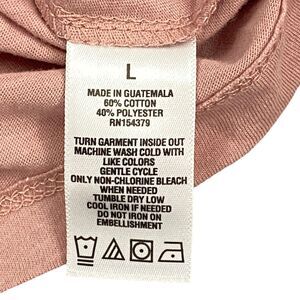 L
MADE IN GUATEMALA
60% COTTON
40% POLYESTER
RN154379
TURN GARMENT INSIDE OUT
MACHINE WASH COLD WITH
LIKE COLORS
GENTLE CYCLE
ONLY NON-CHLORINE BLEACH
WHEN NEEDED
TUMBLE DRY LOW
COOL IRON IF NEEDED
DO NOT IRON ON
EMBELLISHMENT